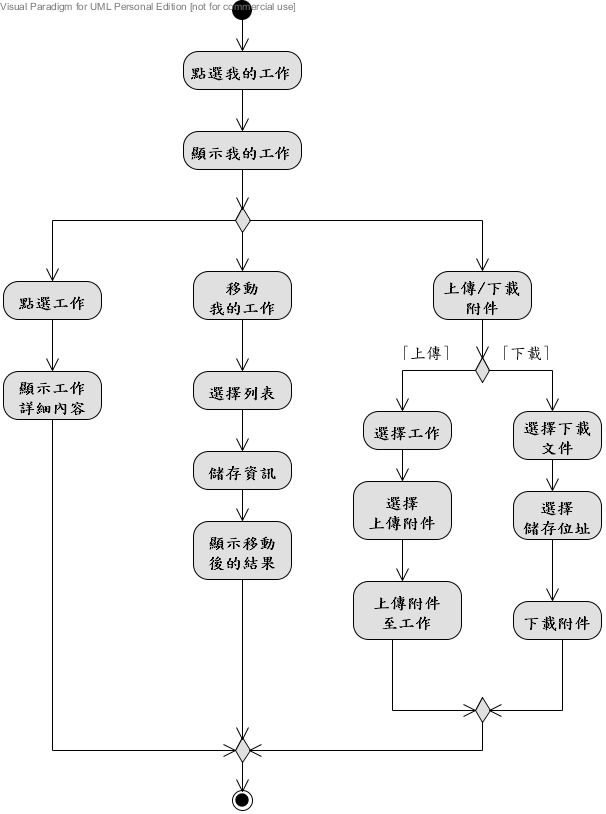 Visual Paradigm for UML Personal Edition [not for commercial use]
點選我的工作
顯示我的工作
點選工作
顯示工作
詳細內容
移動
我的工作
選擇列表
儲存資訊
顯示移動
後的結果
上傳/下載
附件
「上傳」
「下載」
選擇工作
選擇
上傳附件
上傳附件
至工作
選擇下載
文件
選擇
儲存位址
下載附件